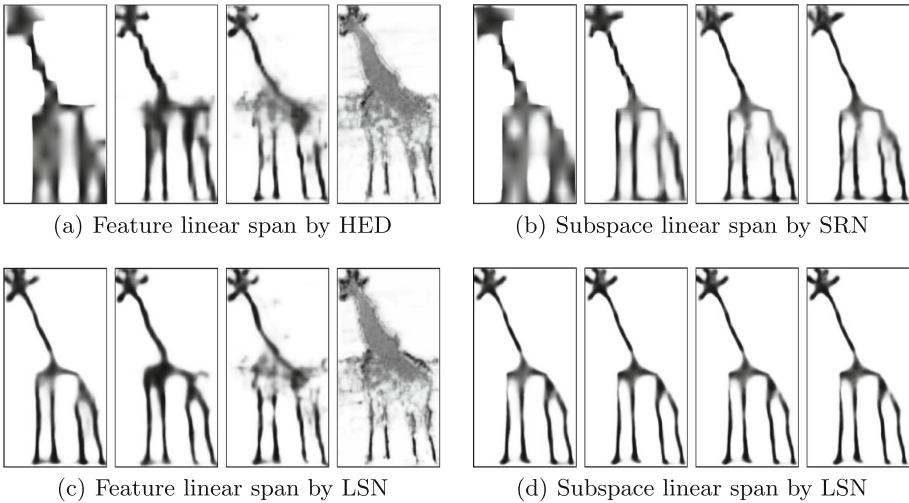 (a) Feature linear span by HED
(b) Subspace linear span by SRN
(c) Feature linear span by LSN
(d) Subspace linear span by LSN